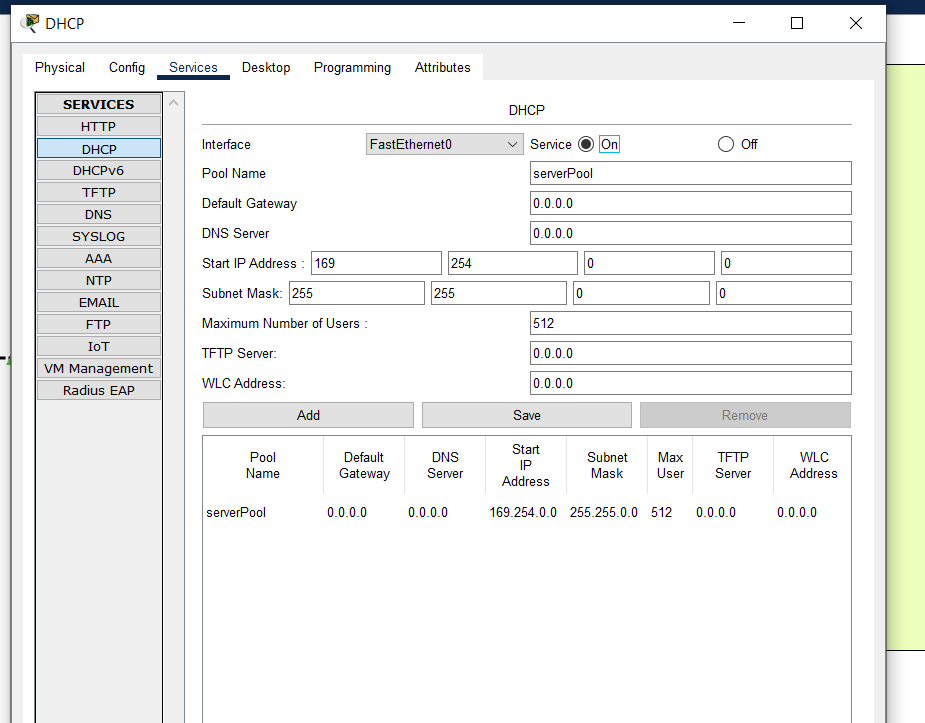 DHCP
Physical Config Services Desktop Programming Attributes
SERVICES
HTTP
DHCP
DHCPv6
TFTP
DNS
SYSLOG
AAA
NTP
EMAIL
FTP
IoT
VM Management
Radius EAP
DHCP
Interface FastEthernet0 Service On Off
Pool Name serverPool
Default Gateway 0.0.0.0
DNS Server 0.0.0.0
Start IP Address : 169 254 0 0
Subnet Mask: 255 255 0 0
Maximum Number of Users : 512
TFTP Server: 0.0.0.0
WLC Address: 0.0.0.0
Add Save Remove
Pool Name Default Gateway DNS Server Start IP Address Subnet Mask Max User TFTP Server WLC Address
serverPool 0.0.0.0 0.0.0.0 169.254.0.0 255.255.0.0 512 0.0.0.0 0.0.0.0